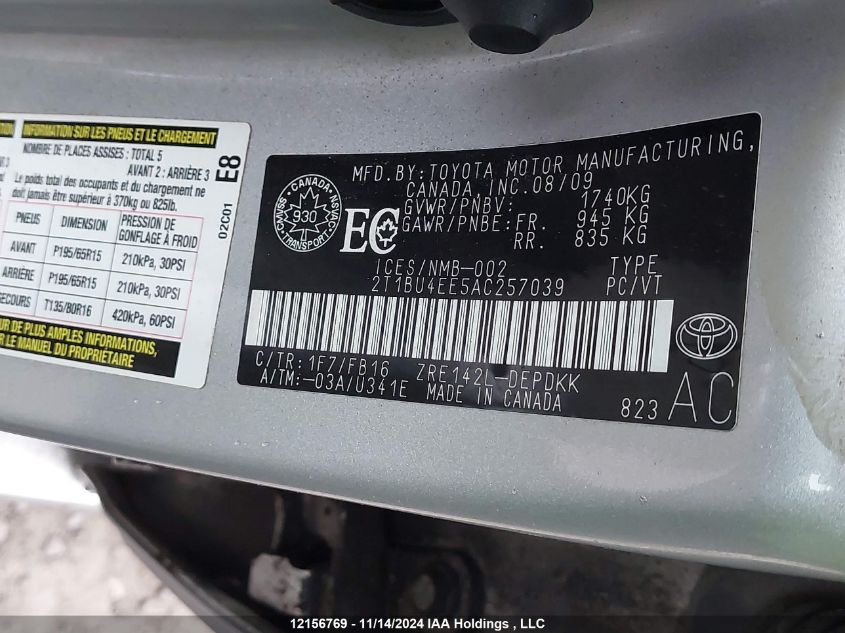 INFORMATION SUR LES PNEUS ET LE CHARGEMENT
NOMBRE DE PLACES ASSISES : TOTAL 5
AVANT 2 : ARRIÈRE 3
Le poids total des occupants et du chargement ne
doit jamais être supérieur à 370kg ou 825lb.
PNEUS DIMENSION PRESSION DE GONFLAGE À FROID
AVANT P195/65R15 210kPa, 30PSI
ARRIÈRE P195/65R15 210kPa, 30PSI
SECOURS T135/80R16 420kPa, 60PSI
UR DE PLUS AMPLES INFORMATIONS,
R LE MANUEL DU PROPRIÉTAIRE
E8
02C01
MFD.BY:TOYOTA MOTOR MANUFACTURING,
CANADA, INC.08/09
GVWR/PNBV: 1740KG
GAWR/PNBE: FR. 945 KG
RR. 835 KG
CANADA
930
TRANSPORT
SVMC
NSVAC
EC
ICES/NMB-002 TYPE
2T1BU4EE5AC257039 PC/VT
C/TR: 1F7/FB16 ZRE142L-DEPDKK
A/TM:-03A/U341E MADE IN CANADA
823 AC
12156769 - 11/14/2024 IAA Holdings , LLC